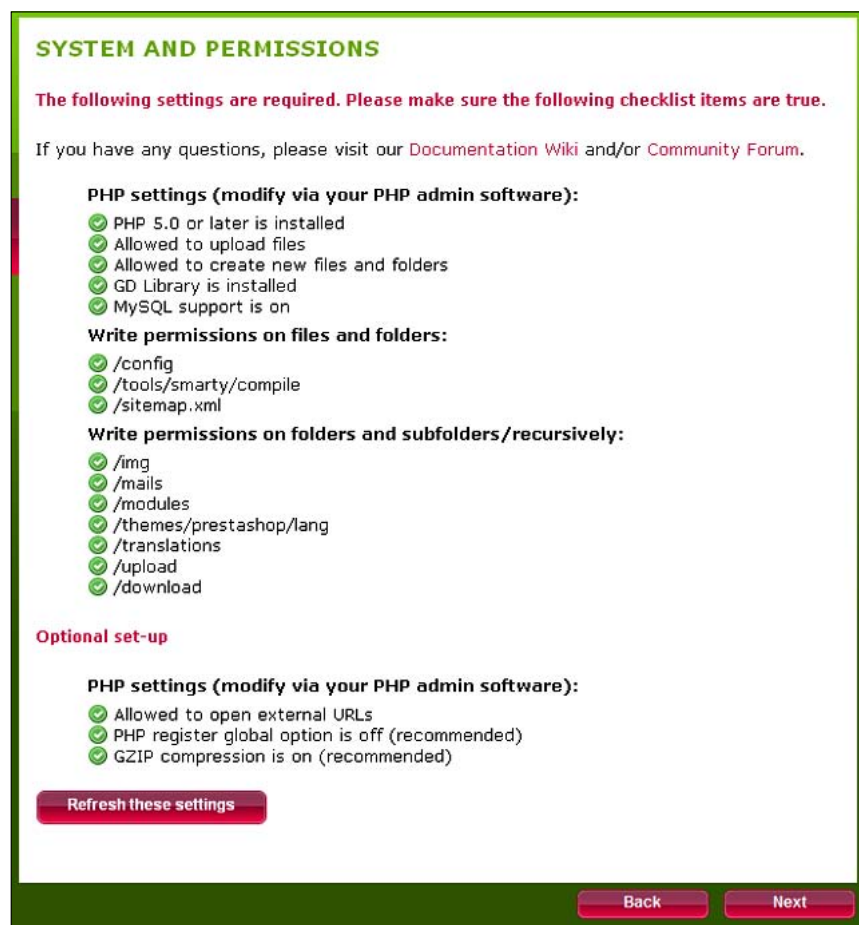 SYSTEM AND PERMISSIONS
The following settings are required. Please make sure the following checklist items are true.
If you have any questions, please visit our Documentation Wiki and/or Community Forum.
PHP settings (modify via your PHP admin software):
PHP 5.0 or later is installed
Allowed to upload files
Allowed to create new files and folders
GD Library is installed
MySQL support is on
Write permissions on files and folders:
/config
/tools/smarty/compile
/sitemap.xml
Write permissions on folders and subfolders/recursively:
/img
/mails
/modules
/themes/prestashop/lang
/translations
/upload
/download
Optional set-up
PHP settings (modify via your PHP admin software):
Allowed to open external URLs
PHP register global option is off (recommended)
GZIP compression is on (recommended)
Refresh these settings
Back Next